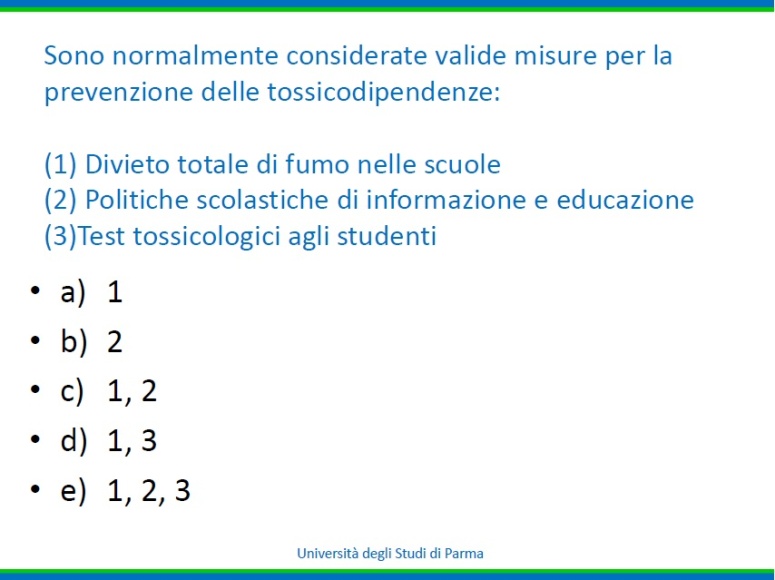 Sono normalmente considerate valide misure per la
prevenzione delle tossicodipendenze:
(1) Divieto totale di fumo nelle scuole
(2) Politiche scolastiche di informazione e educazione
(3)Test tossicologici agli studenti
• a) 1
• b) 2
• c) 1, 2
• d) 1, 3
• e) 1, 2, 3
Università degli Studi di Parma